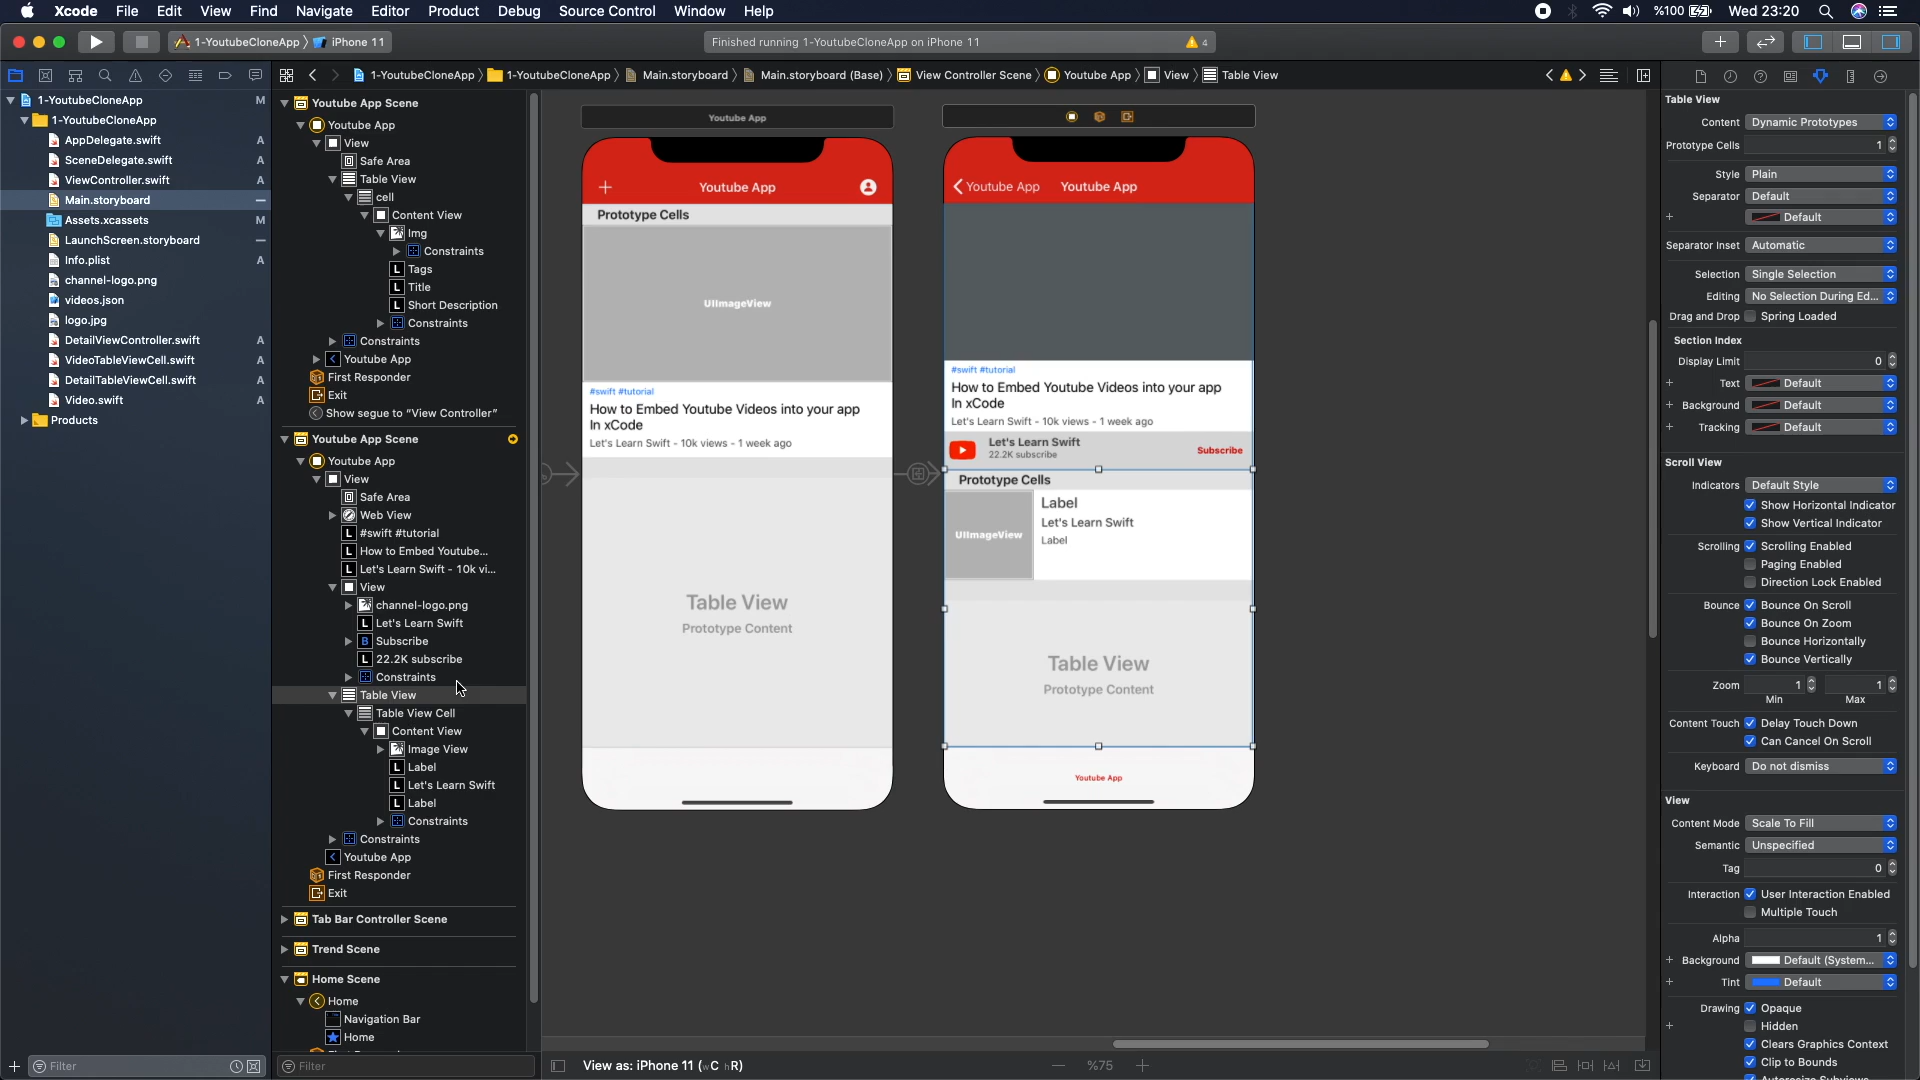 Xcode File Edit View Find Navigate Editor Product Debug Source Control Window Help %100 Wed 23:20
1-YoutubeCloneApp iPhone 11 Finished running 1-YoutubeCloneApp on iPhone 11 4
1-YoutubeCloneApp 1-YoutubeCloneApp Main.storyboard Main.storyboard (Base) View Controller Scene Youtube App View Table View
1-YoutubeCloneApp M
1-YoutubeCloneApp
AppDelegate.swift A
SceneDelegate.swift A
ViewController.swift A
Main.storyboard
Assets.xcassets M
LaunchScreen.storyboard
Info.plist A
channel-logo.png
videos.json
logo.jpg
DetailViewController.swift A
VideoTableViewCell.swift A
DetailTableViewCell.swift A
Video.swift A
Products
Filter
Youtube App Scene
Youtube App
View
Safe Area
Table View
cell
Content View
Img
Constraints
L Tags
L Title
L Short Description
Constraints
Constraints
Youtube App
First Responder
Exit
Show segue to "View Controller"
Youtube App Scene
Youtube App
View
Safe Area
Web View
L #swift #tutorial
L How to Embed Youtube...
L Let's Learn Swift - 10k vi...
View
channel-logo.png
L Let's Learn Swift
B Subscribe
L 22.2K subscribe
Constraints
Table View
Table View Cell
Content View
Image View
L Label
L Let's Learn Swift
L Label
Constraints
Constraints
Youtube App
First Responder
Exit
Tab Bar Controller Scene
Trend Scene
Home Scene
Home
Navigation Bar
Home
Filter
Youtube App
Youtube App
Prototype Cells
UIImageView
#swift #tutorial
How to Embed Youtube Videos into your app
In xCode
Let's Learn Swift - 10k views - 1 week ago
Table View
Prototype Content
Youtube App Youtube App
#swift #tutorial
How to Embed Youtube Videos into your app
In xCode
Let's Learn Swift - 10k views - 1 week ago
Let's Learn Swift
22.2K subscribe
Subscribe
Prototype Cells
UIImageView
Label
Let's Learn Swift
Label
Table View
Prototype Content
Youtube App
View as: iPhone 11 (wC hR) %75
Table View
Content Dynamic Prototypes
Prototype Cells 1
Style Plain
Separator Default
Default
Separator Inset Automatic
Selection Single Selection
Editing No Selection During Ed...
Drag and Drop Spring Loaded
Section Index
Display Limit 0
Text Default
Background Default
Tracking Default
Scroll View
Indicators Default Style
Show Horizontal Indicator
Show Vertical Indicator
Scrolling Scrolling Enabled
Paging Enabled
Direction Lock Enabled
Bounce Bounce On Scroll
Bounce On Zoom
Bounce Horizontally
Bounce Vertically
Zoom 1 1
Min Max
Content Touch Delay Touch Down
Can Cancel On Scroll
Keyboard Do not dismiss
View
Content Mode Scale To Fill
Semantic Unspecified
Tag 0
Interaction User Interaction Enabled
Multiple Touch
Alpha 1
Background Default (System...
Tint Default
Drawing Opaque
Hidden
Clears Graphics Context
Clip to Bounds